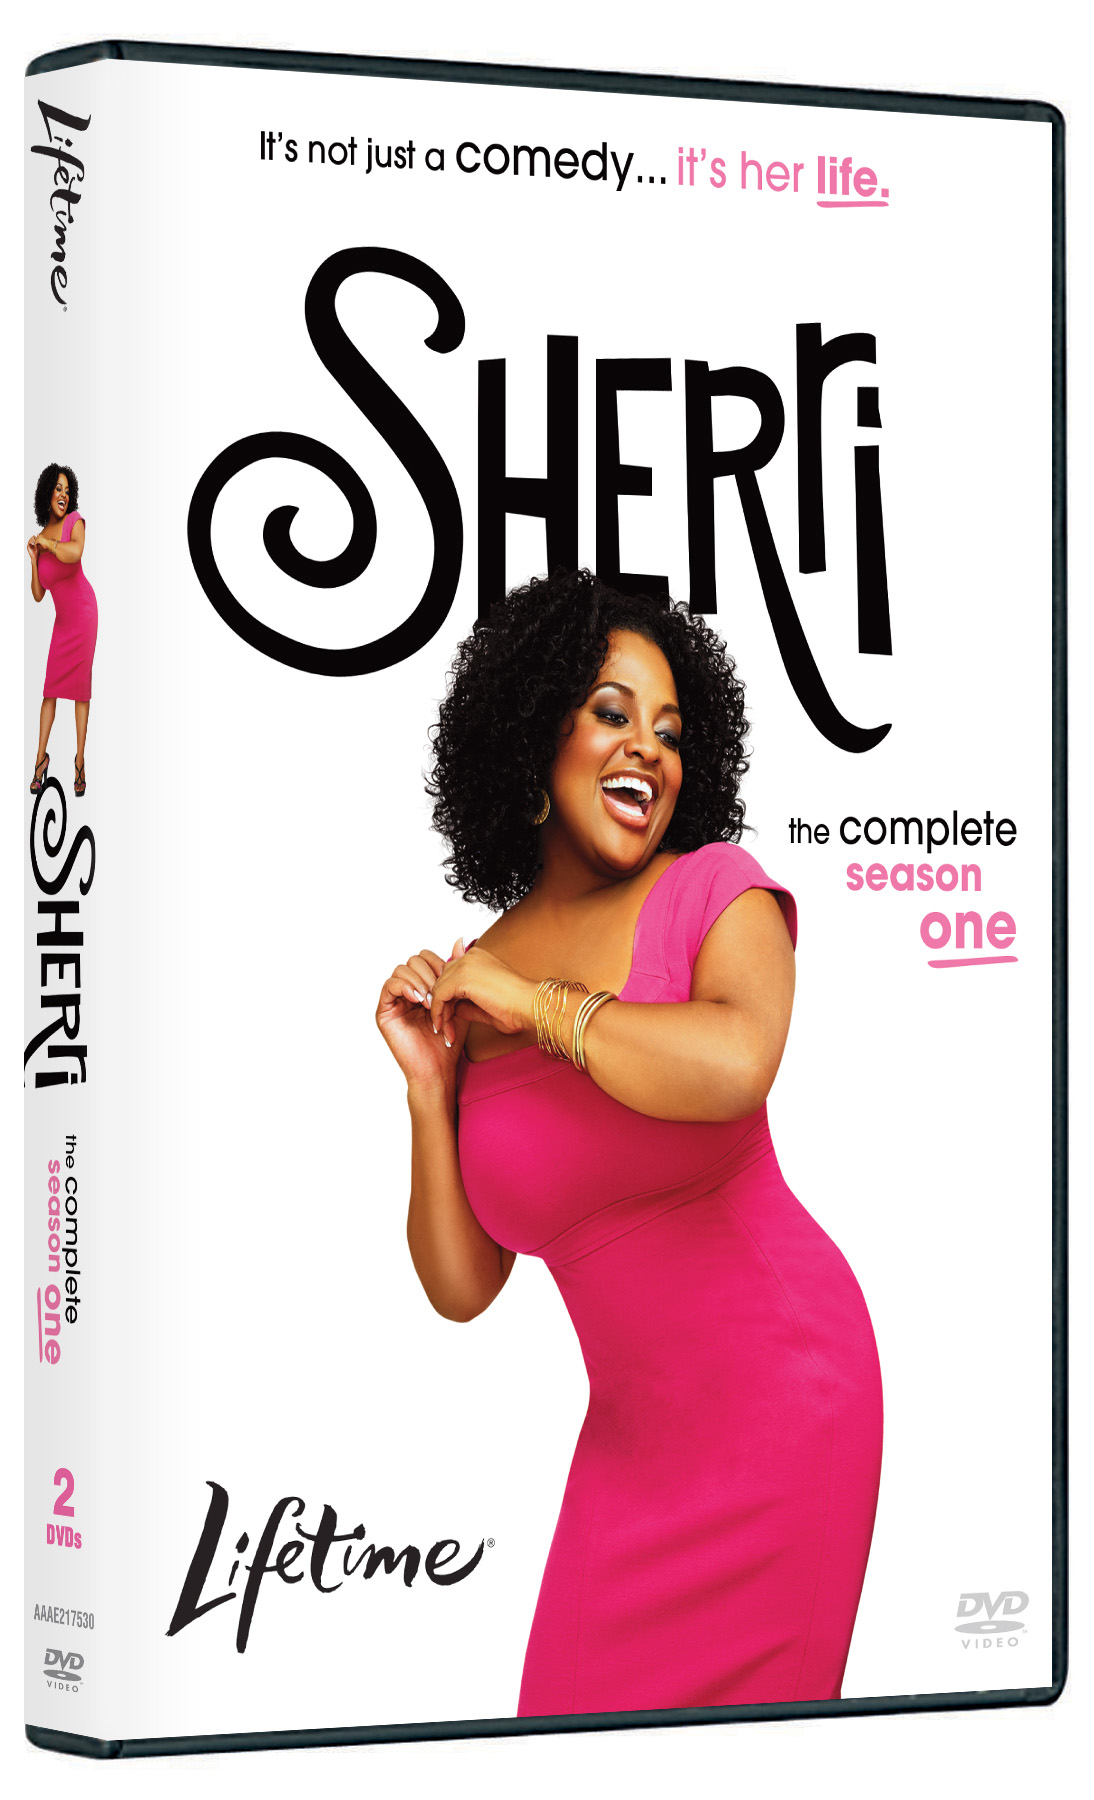 It's not just a comedy... it's her life.
SHERri
the complete
season
one
Lifetime®
DVD
VIDEO
Lifetime®
SHERri
the complete
season one
2
DVDs
AAAE217530
DVD
VIDEO